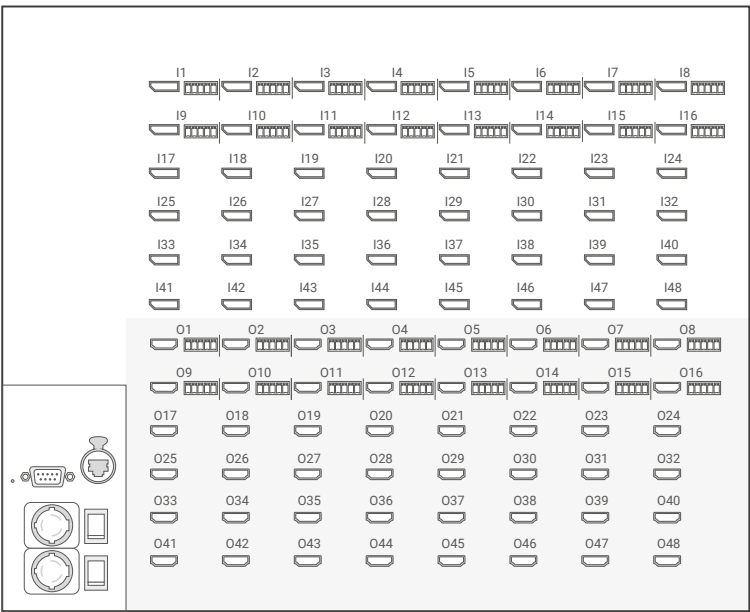 I1 I2 I3 I4 I5 I6 I7 I8
I9 I10 I11 I12 I13 I14 I15 I16
I17 I18 I19 I20 I21 I22 I23 I24
I25 I26 I27 I28 I29 I30 I31 I32
I33 I34 I35 I36 I37 I38 I39 I40
I41 I42 I43 I44 I45 I46 I47 I48
O1 O2 O3 O4 O5 O6 O7 O8
O9 O10 O11 O12 O13 O14 O15 O16
O17 O18 O19 O20 O21 O22 O23 O24
O25 O26 O27 O28 O29 O30 O31 O32
O33 O34 O35 O36 O37 O38 O39 O40
O41 O42 O43 O44 O45 O46 O47 O48